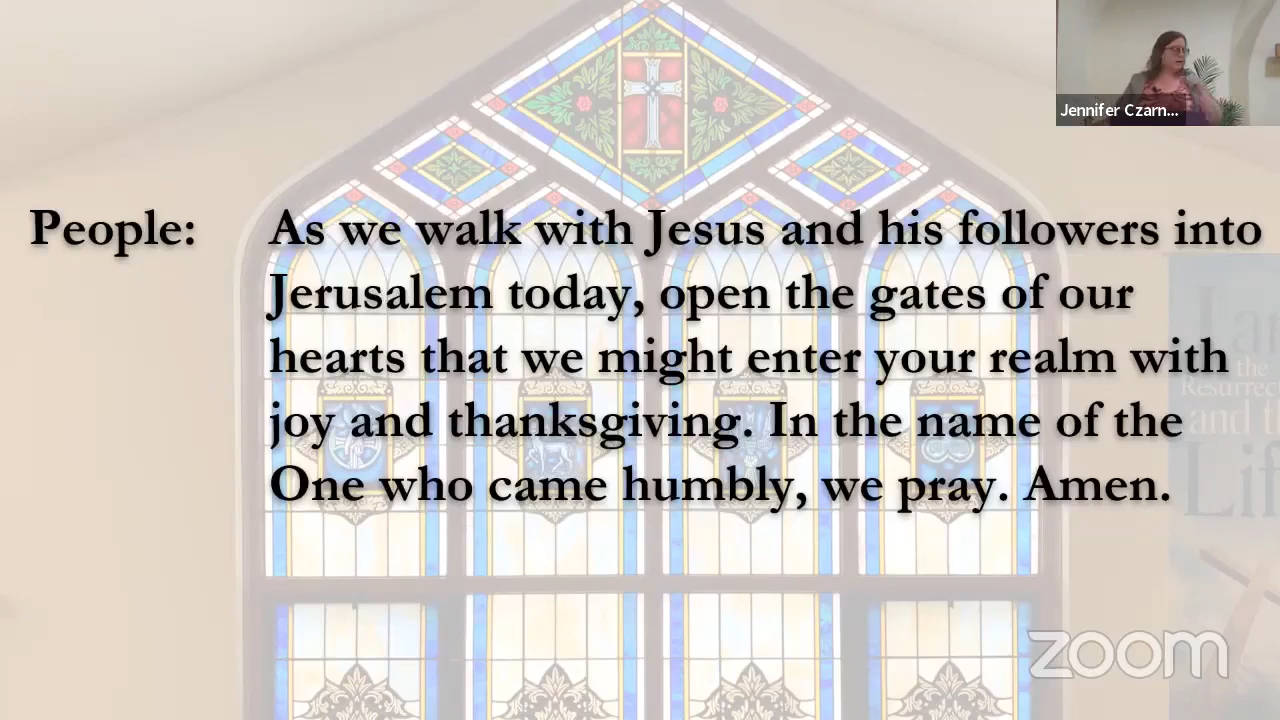 Jennifer Czarn...
People: As we walk with Jesus and his followers into
Jerusalem today, open the gates of our
hearts that we might enter your realm with
joy and thanksgiving. In the name of the
One who came humbly, we pray. Amen.
the
and
zoom